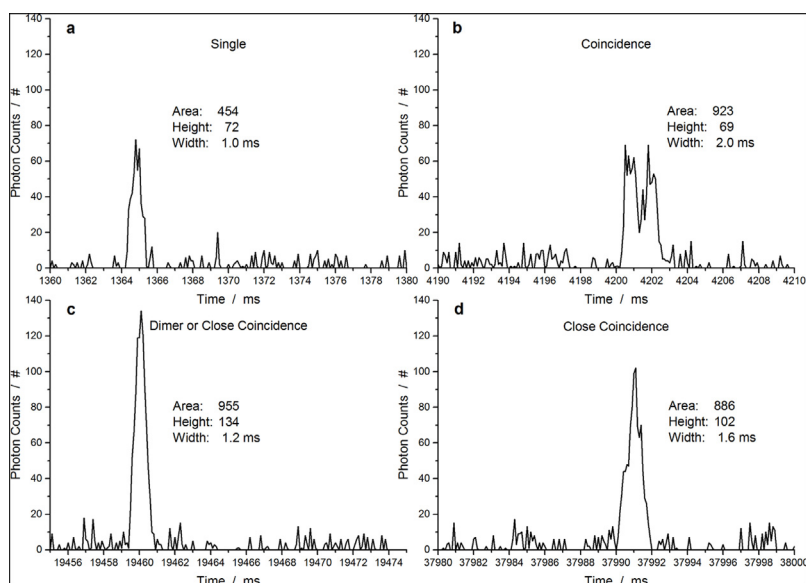 a
Single
Area: 454
Height: 72
Width: 1.0 ms
Photon Counts / #
0
20
40
60
80
100
120
140
1360 1362 1364 1366 1368 1370 1372 1374 1376 1378 1380
Time / ms
b
Coincidence
Area: 923
Height: 69
Width: 2.0 ms
0
20
40
60
80
100
120
140
4190 4192 4194 4196 4198 4200 4202 4204 4206 4208 4210
Time / ms
c
Dimer or Close Coincidence
Area: 955
Height: 134
Width: 1.2 ms
Photon Counts / #
0
20
40
60
80
100
120
140
19456 19458 19460 19462 19464 19466 19468 19470 19472 19474
Time / ms
d
Close Coincidence
Area: 886
Height: 102
Width: 1.6 ms
0
20
40
60
80
100
120
140
37980 37982 37984 37986 37988 37990 37992 37994 37996 37998 38000
Time / ms